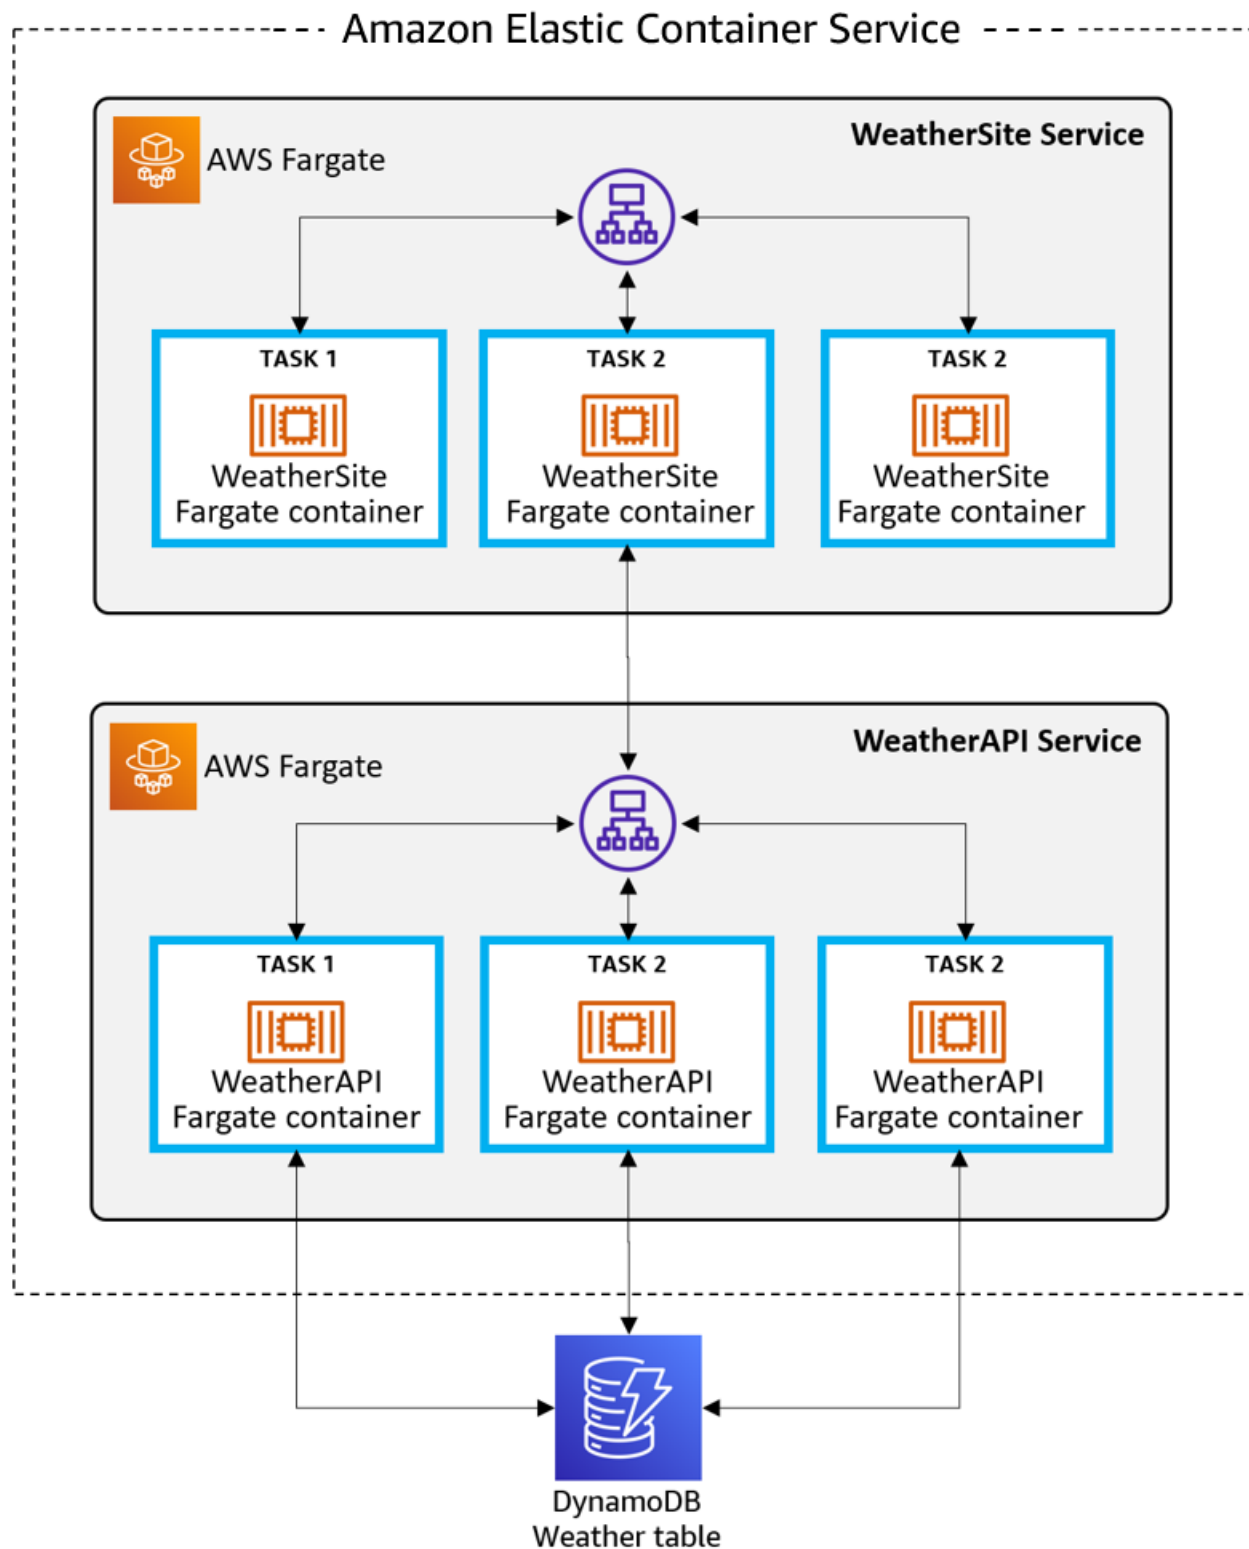 Amazon Elastic Container Service
AWS Fargate
WeatherSite Service
TASK 1
WeatherSite
Fargate container
TASK 2
WeatherSite
Fargate container
TASK 2
WeatherSite
Fargate container
AWS Fargate
WeatherAPI Service
TASK 1
WeatherAPI
Fargate container
TASK 2
WeatherAPI
Fargate container
TASK 2
WeatherAPI
Fargate container
DynamoDB
Weather table